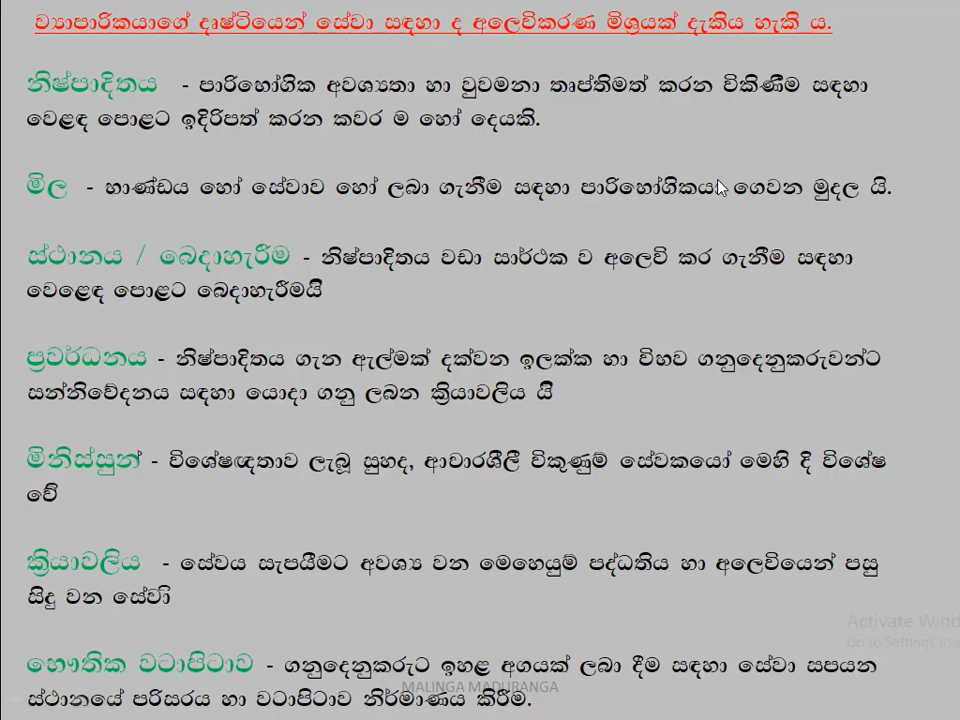 ව්‍යාපාරිකයාගේ දෘෂ්ටියෙන් සේවා සඳහා ද අලෙවිකරණ මිශ්‍රයක් දැකිය හැකි ය.
නිෂ්පාදිතය - පාරිභෝගික අවශ්‍යතා හා වුවමනා තෘප්තිමත් කරන විකිණීම සඳහා
වෙළඳ පොළට ඉදිරිපත් කරන කවර ම හෝ දෙයකි.
මිල - භාණ්ඩය හෝ සේවාව හෝ ලබා ගැනීම සඳහා පාරිභෝගිකයා ගෙවන මුදල යි.
ස්ථානය / බෙදාහැරීම - නිෂ්පාදිතය වඩා සාර්ථක ව අලෙවි කර ගැනීම සඳහා
වෙළෙඳ පොළට බෙදාහැරීමයි
ප්‍රවර්ධනය - නිෂ්පාදිතය ගැන ඇල්මක් දක්වන ඉලක්ක හා විභව ගනුදෙනුකරුවන්ට
සන්නිවේදනය සඳහා යොදා ගනු ලබන ක්‍රියාවලිය යි
මිනිස්සුන් - විශේෂඥතාව ලැබූ සුහද, ආචාරශීලී විකුණුම් සේවකයෝ මෙහි දි විශේෂ
වේ
ක්‍රියාවලිය - සේවය සැපයීමට අවශ්‍ය වන මෙහෙයුම් පද්ධතිය හා අලෙවියෙන් පසු
සිදු වන සේවා
භෞතික වටාපිටාව - ගනුදෙනුකරුට ඉහළ අගයක් ලබා දීම සඳහා සේවා සපයන
ස්ථානයේ පරිසරය හා වටාපිටාව නිර්මාණය කිරීම.
MALINGA MADURANGA
Activate Wind
Go to Settings to a